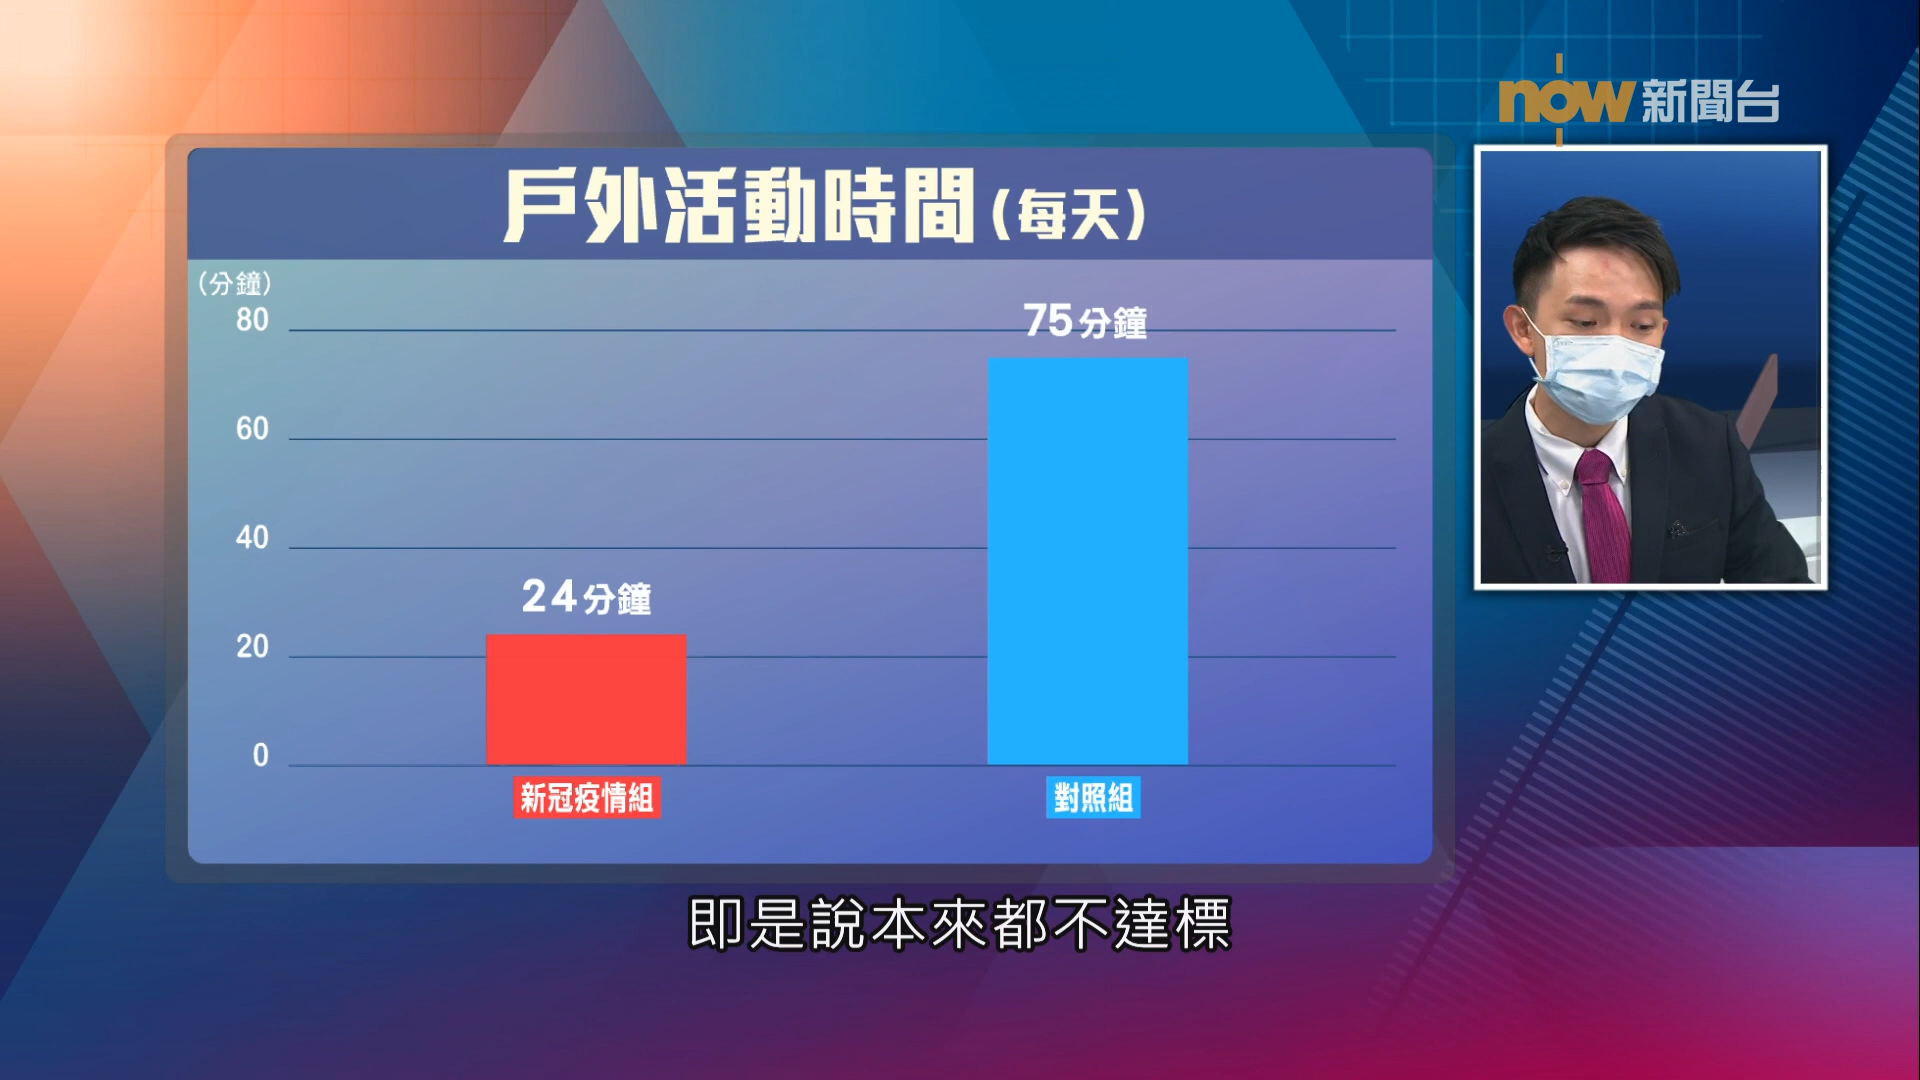 now新聞台
戶外活動時間(每天)
(分鐘)
80
75分鐘
60
40
24分鐘
20
0
新冠疫情組
對照組
即是說本來都不達標